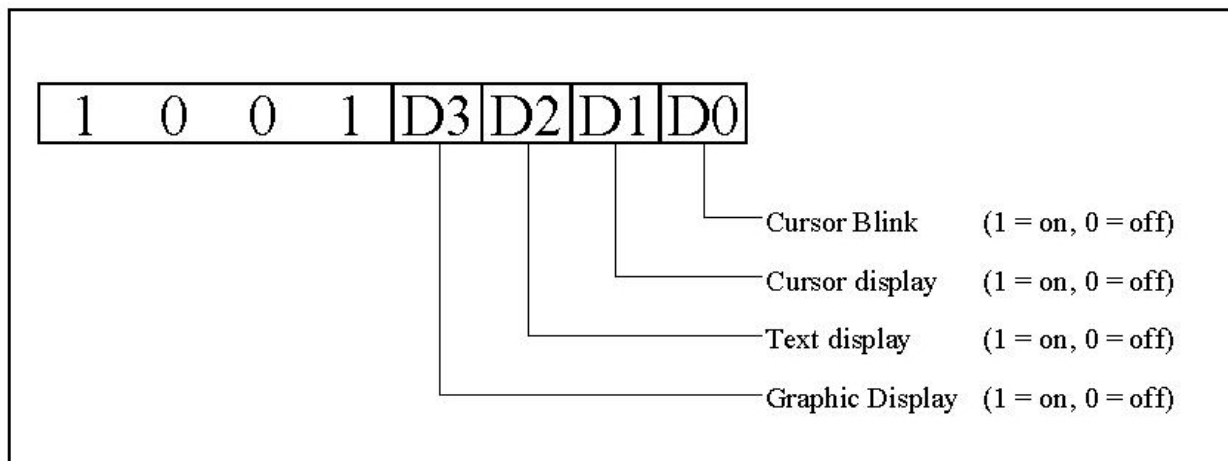 1 0 0 1 D3 D2 D1 D0
Cursor Blink (1 = on, 0 = off)
Cursor display (1 = on, 0 = off)
Text display (1 = on, 0 = off)
Graphic Display (1 = on, 0 = off)